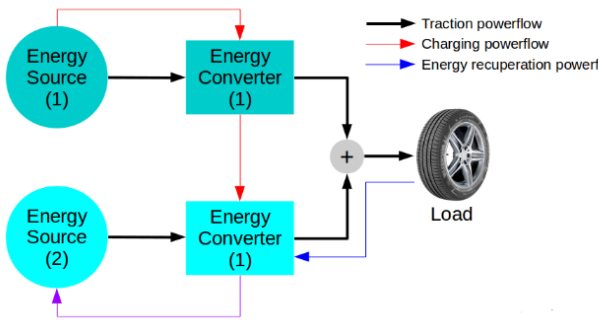 Energy
Source
(1)
Energy
Converter
(1)
Traction powerflow
Charging powerflow
Energy recuperation powerf
+
Load
Energy
Source
(2)
Energy
Converter
(1)